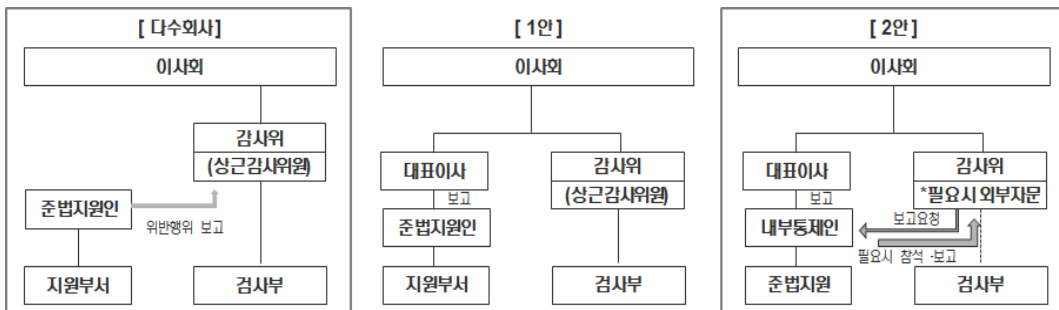 [ 다수회사]
이사회
감사위
(상근감사위원)
준법지원인
위반행위 보고
지원부서
검사부
[ 1안]
이사회
대표이사
보고
준법지원인
지원부서
감사위
(상근감사위원)
검사부
[ 2안]
이사회
대표이사
보고
내부통제인
준법지원
감사위
*필요시 외부자문
보고요청
필요시 참석 ·보고
검사부